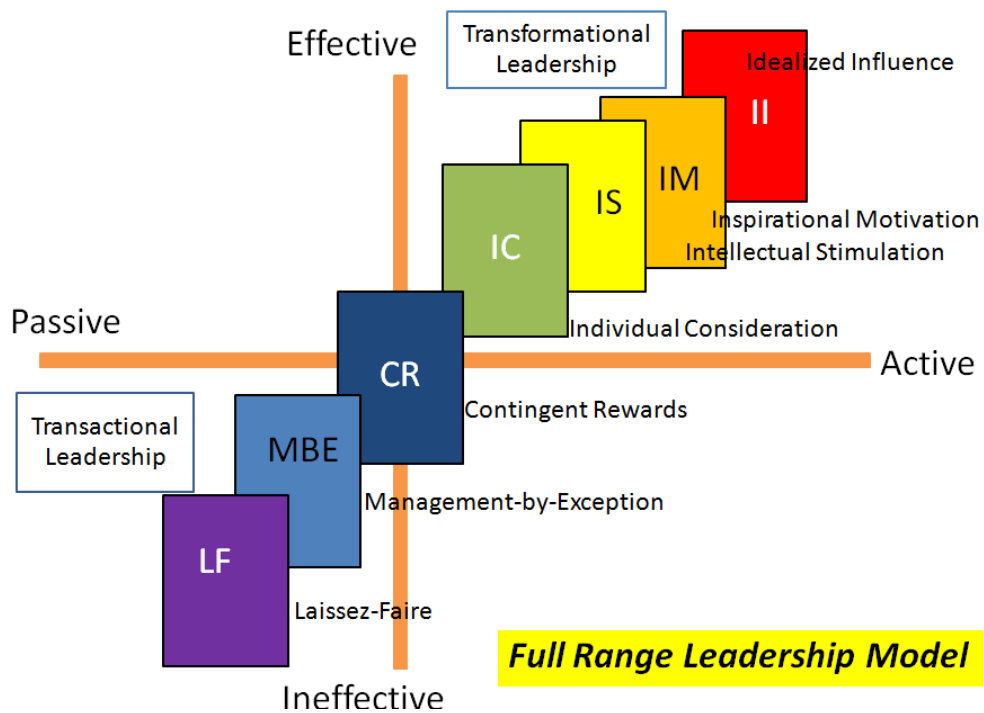 Effective
Transformational
Leadership
Idealized Influence
II
IM
IS
Inspirational Motivation
IC
Intellectual Stimulation
Passive
Individual Consideration
Active
CR
Contingent Rewards
Transactional
Leadership
MBE
Management-by-Exception
LF
Laissez-Faire
Full Range Leadership Model
Ineffective